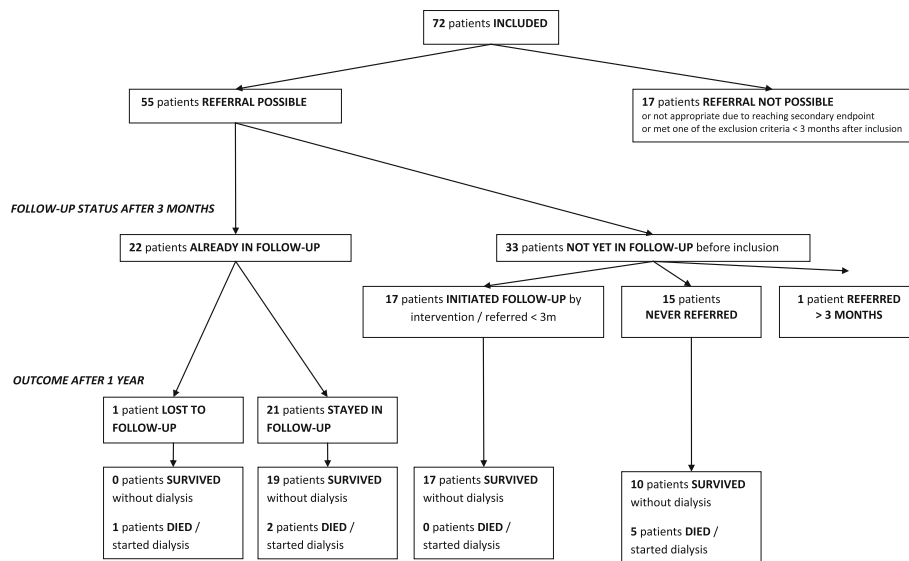 72 patients INCLUDED
55 patients REFERRAL POSSIBLE
17 patients REFERRAL NOT POSSIBLE
or not appropriate due to reaching secondary endpoint
or met one of the exclusion criteria < 3 months after inclusion
FOLLOW-UP STATUS AFTER 3 MONTHS
22 patients ALREADY IN FOLLOW-UP
33 patients NOT YET IN FOLLOW-UP before inclusion
17 patients INITIATED FOLLOW-UP by
intervention / referred < 3m
15 patients
NEVER REFERRED
1 patient REFERRED
> 3 MONTHS
OUTCOME AFTER 1 YEAR
1 patient LOST TO
FOLLOW-UP
21 patients STAYED IN
FOLLOW-UP
0 patients SURVIVED
without dialysis
1 patients DIED /
started dialysis
19 patients SURVIVED
without dialysis
2 patients DIED /
started dialysis
17 patients SURVIVED
without dialysis
0 patients DIED /
started dialysis
10 patients SURVIVED
without dialysis
5 patients DIED /
started dialysis